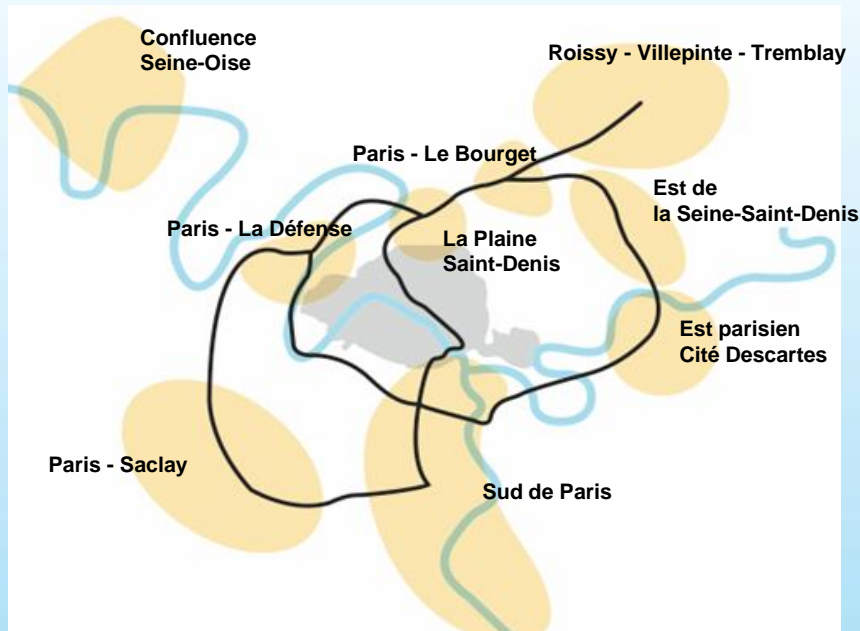 Confluence
Seine-Oise
Roissy - Villepinte - Tremblay
Paris - Le Bourget
Est de
la Seine-Saint-Denis
Paris - La Défense
La Plaine
Saint-Denis
Est parisien
Cité Descartes
Paris - Saclay
Sud de Paris